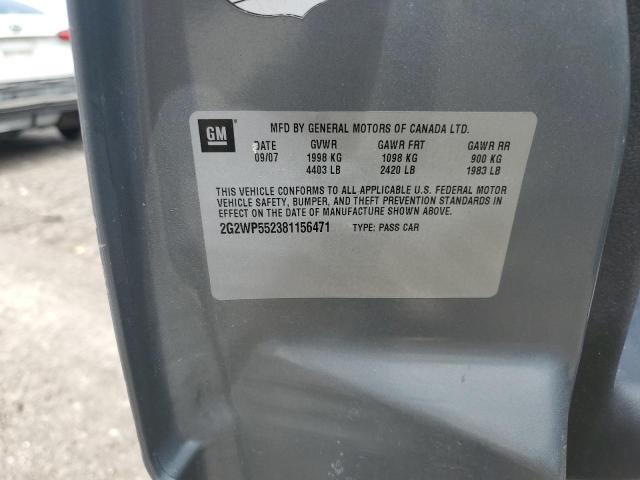 GM
MFD BY GENERAL MOTORS OF CANADA LTD.
DATE GVWR GAWR FRT GAWR RR
09/07 1998 KG 1098 KG 900 KG
4403 LB 2420 LB 1983 LB
THIS VEHICLE CONFORMS TO ALL APPLICABLE U.S. FEDERAL MOTOR
VEHICLE SAFETY, BUMPER, AND THEFT PREVENTION STANDARDS IN
EFFECT ON THE DATE OF MANUFACTURE SHOWN ABOVE.
2G2WP552381156471 TYPE: PASS CAR